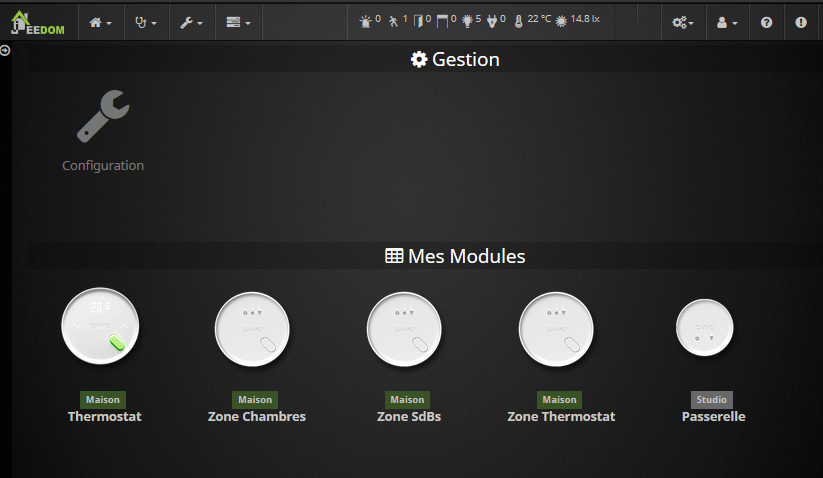 JEEDOM
0 1 0 0 5 0 22 °C 14.8 lx
Gestion
Configuration
Mes Modules
20.5
Maison
Thermostat
Maison
Zone Chambres
Maison
Zone SdBs
Maison
Zone Thermostat
Studio
Passerelle